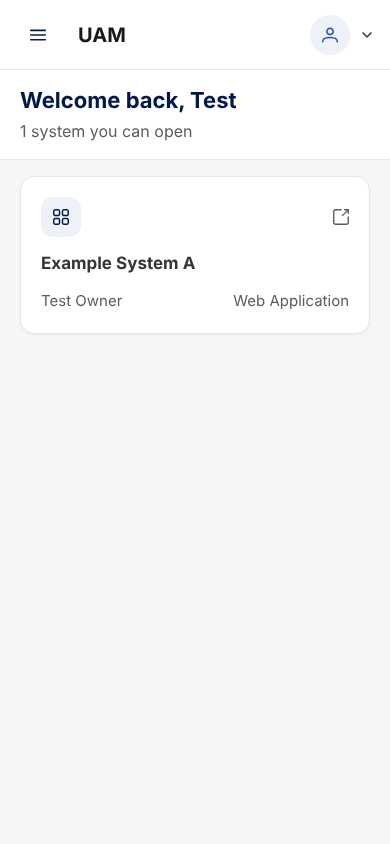 UAM
Welcome back, Test
1 system you can open
Example System A
Test Owner
Web Application